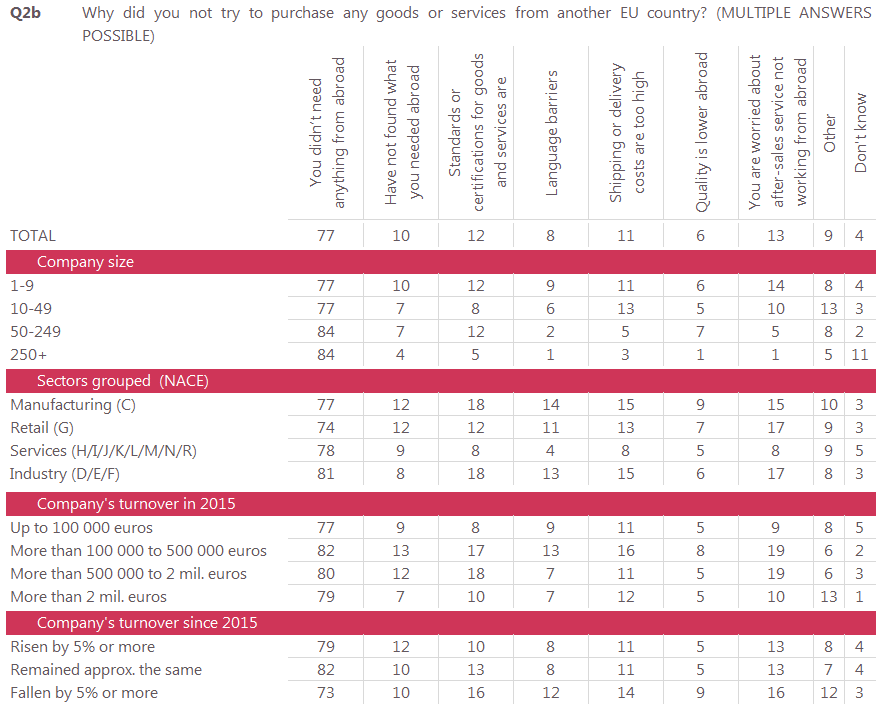 Q2b Why did you not try to purchase any goods or services from another EU country? (MULTIPLE ANSWERS
POSSIBLE)
You didn't need
anything from abroad
Have not found what
you needed abroad
Standards or
certifications for goods
and services are
Language barriers
Shipping or delivery
costs are too high
Quality is lower abroad
You are worried about
after-sales service not
working from abroad
Other
Don't know
TOTAL 77 10 12 8 11 6 13 9 4
Company size
1-9 77 10 12 9 11 6 14 8 4
10-49 77 7 8 6 13 5 10 13 3
50-249 84 7 12 2 5 7 5 8 2
250+ 84 4 5 1 3 1 1 5 11
Sectors grouped (NACE)
Manufacturing (C) 77 12 18 14 15 9 15 10 3
Retail (G) 74 12 12 11 13 7 17 9 3
Services (H/I/J/K/L/M/N/R) 78 9 8 4 8 5 8 9 5
Industry (D/E/F) 81 8 18 13 15 6 17 8 3
Company's turnover in 2015
Up to 100 000 euros 77 9 8 9 11 5 9 8 5
More than 100 000 to 500 000 euros 82 13 17 13 16 8 19 6 2
More than 500 000 to 2 mil. euros 80 12 18 7 11 5 19 6 3
More than 2 mil. euros 79 7 10 7 12 5 10 13 1
Company's turnover since 2015
Risen by 5% or more 79 12 10 8 11 5 13 8 4
Remained approx. the same 82 10 13 8 11 5 13 7 4
Fallen by 5% or more 73 10 16 12 14 9 16 12 3